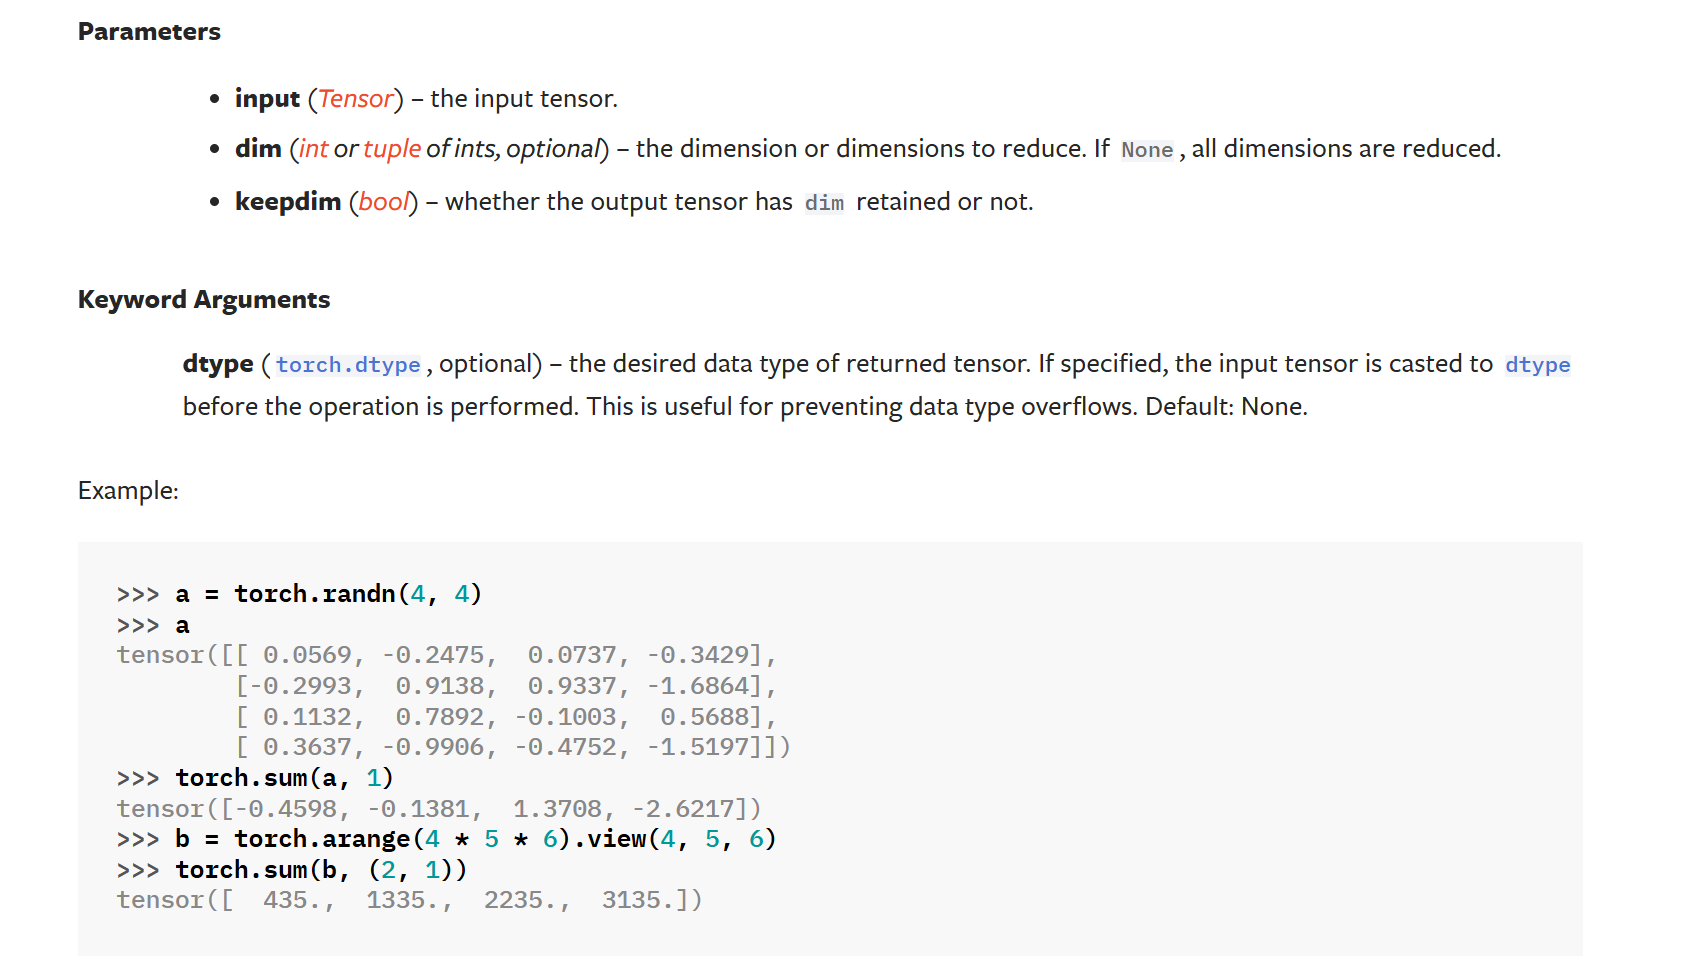 Parameters
• input (Tensor) – the input tensor.
• dim (int or tuple of ints, optional) – the dimension or dimensions to reduce. If None, all dimensions are reduced.
• keepdim (bool) – whether the output tensor has dim retained or not.
Keyword Arguments
dtype (torch.dtype, optional) – the desired data type of returned tensor. If specified, the input tensor is casted to dtype
before the operation is performed. This is useful for preventing data type overflows. Default: None.
Example:
>>> a = torch.randn(4, 4)
>>> a
tensor([[ 0.0569, -0.2475,  0.0737, -0.3429],
        [-0.2993,  0.9138,  0.9337, -1.6864],
        [ 0.1132,  0.7892, -0.1003,  0.5688],
        [ 0.3637, -0.9906, -0.4752, -1.5197]])
>>> torch.sum(a, 1)
tensor([-0.4598, -0.1381,  1.3708, -2.6217])
>>> b = torch.arange(4 * 5 * 6).view(4, 5, 6)
>>> torch.sum(b, (2, 1))
tensor([  435.,  1335.,  2235.,  3135.])